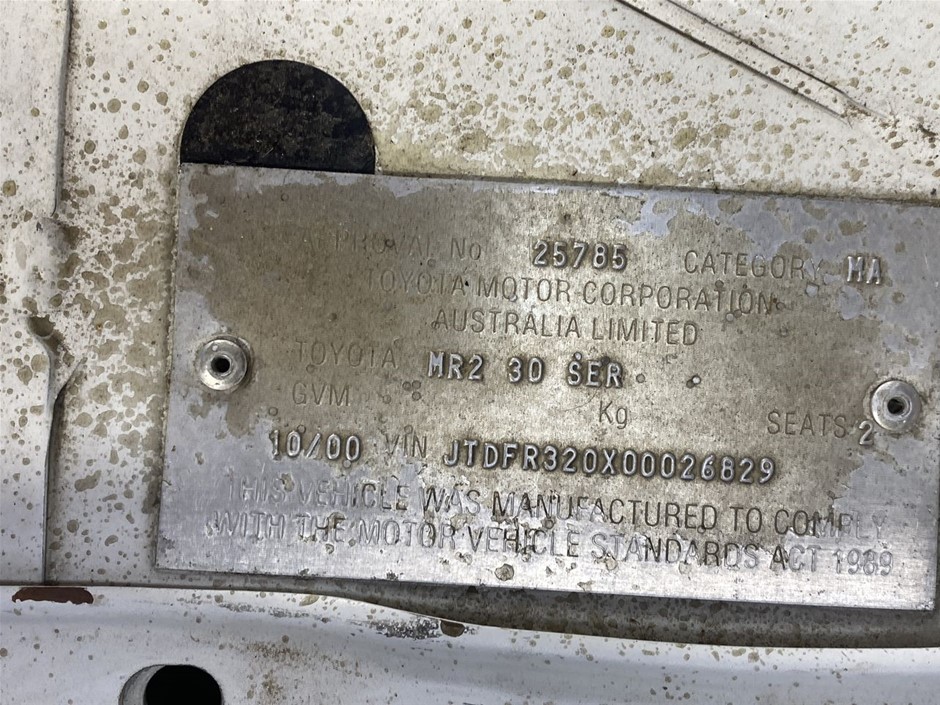 APPROVAL No 25785 CATEGORY MA
TOYOTA MOTOR CORPORATION
AUSTRALIA LIMITED
TOYOTA MR2 30 SER
GVM Kg SEATS 2
10/00 VIN JTDFR320X00026829
THIS VEHICLE WAS MANUFACTURED TO COMPLY
WITH THE MOTOR VEHICLE STANDARDS ACT 1989